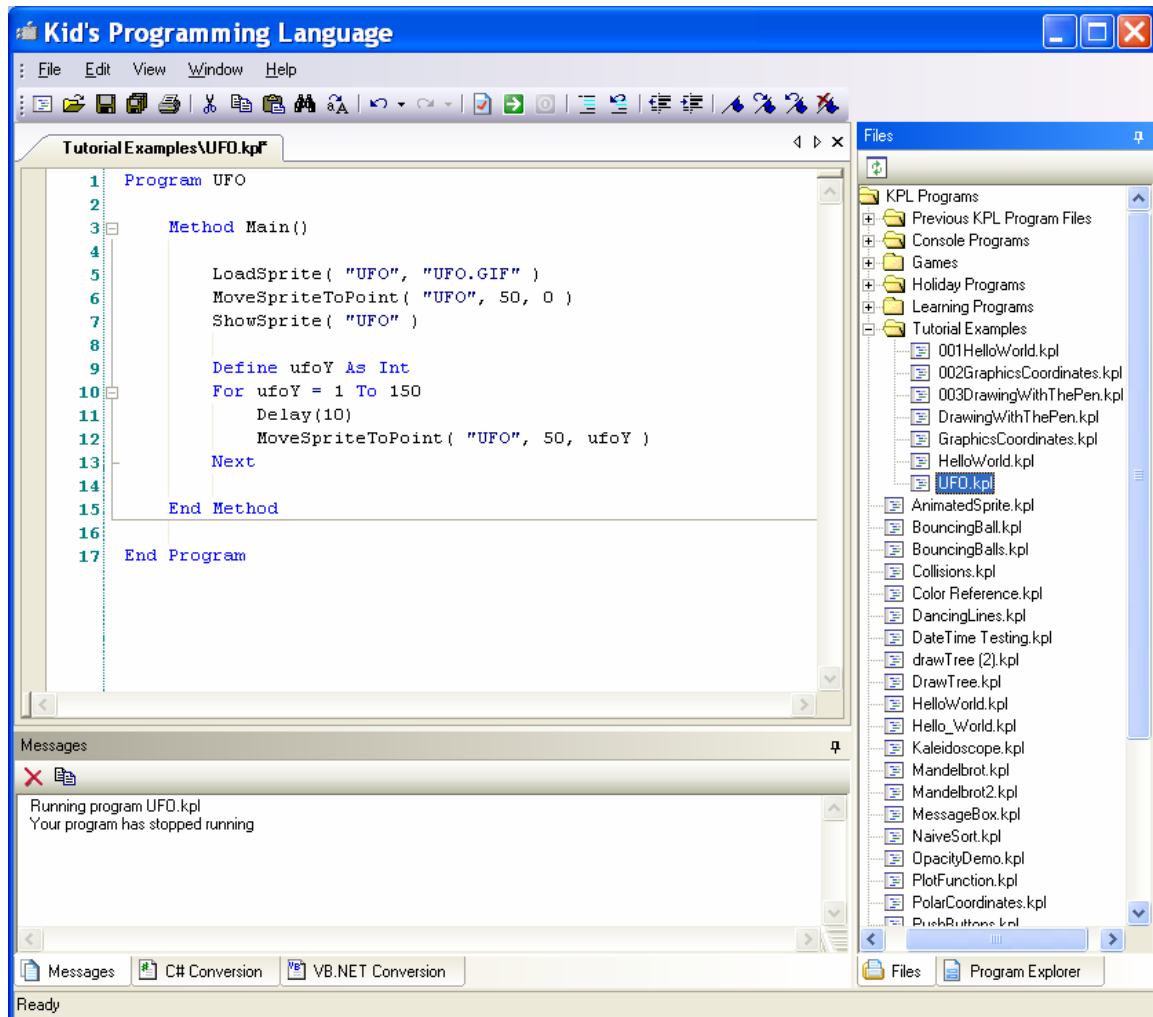 Kid's Programming Language
File Edit View Window Help
Tutorial Examples\UFO.kpl*
1 Program UFO
2
3 Method Main()
4
5 LoadSprite( "UFO", "UFO.GIF" )
6 MoveSpriteToPoint( "UFO", 50, 0 )
7 ShowSprite( "UFO" )
8
9 Define ufoY As Int
10 For ufoY = 1 To 150
11 Delay(10)
12 MoveSpriteToPoint( "UFO", 50, ufoY )
13 Next
14
15 End Method
16
17 End Program
Messages
Running program UFO.kpl
Your program has stopped running
Messages C# Conversion VB.NET Conversion
Ready
Files
KPL Programs
Previous KPL Program Files
Console Programs
Games
Holiday Programs
Learning Programs
Tutorial Examples
001HelloWorld.kpl
002GraphicsCoordinates.kpl
003DrawingWithThePen.kpl
DrawingWithThePen.kpl
GraphicsCoordinates.kpl
HelloWorld.kpl
UFO.kpl
AnimatedSprite.kpl
BouncingBall.kpl
BouncingBalls.kpl
Collisions.kpl
Color Reference.kpl
DancingLines.kpl
DateTime Testing.kpl
drawTree (2).kpl
DrawTree.kpl
HelloWorld.kpl
Hello_World.kpl
Kaleidoscope.kpl
Mandelbrot.kpl
Mandelbrot2.kpl
MessageBox.kpl
NaiveSort.kpl
OpacityDemo.kpl
PlotFunction.kpl
PolarCoordinates.kpl
PushButtons.kpl
Files Program Explorer